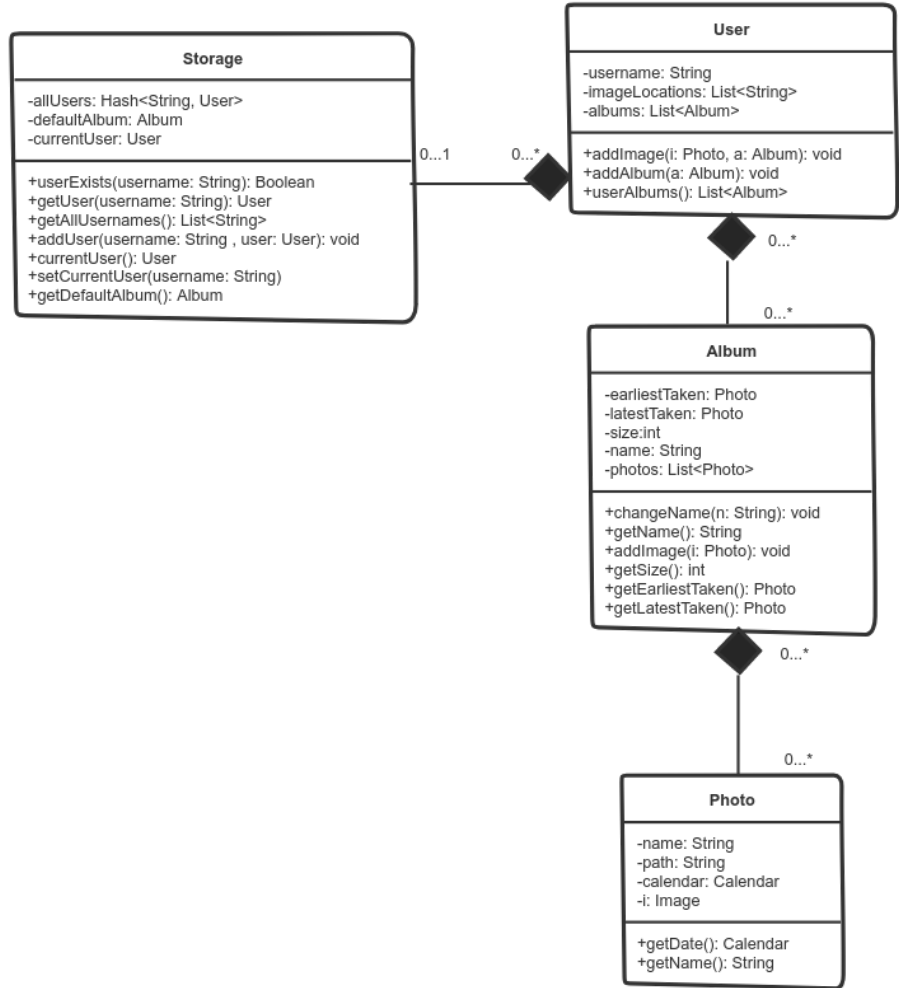 Storage
-allUsers: Hash<String, User>
-defaultAlbum: Album
-currentUser: User
+userExists(username: String): Boolean
+getUser(username: String): User
+getAllUsernames(): List<String>
+addUser(username: String , user: User): void
+currentUser(): User
+setCurrentUser(username: String)
+getDefaultAlbum(): Album
0...1
0...*
User
-username: String
-imageLocations: List<String>
-albums: List<Album>
+addImage(i: Photo, a: Album): void
+addAlbum(a: Album): void
+userAlbums(): List<Album>
0...*
0...*
Album
-earliestTaken: Photo
-latestTaken: Photo
-size:int
-name: String
-photos: List<Photo>
+changeName(n: String): void
+getName(): String
+addImage(i: Photo): void
+getSize(): int
+getEarliestTaken(): Photo
+getLatestTaken(): Photo
0...*
0...*
Photo
-name: String
-path: String
-calendar: Calendar
-i: Image
+getDate(): Calendar
+getName(): String